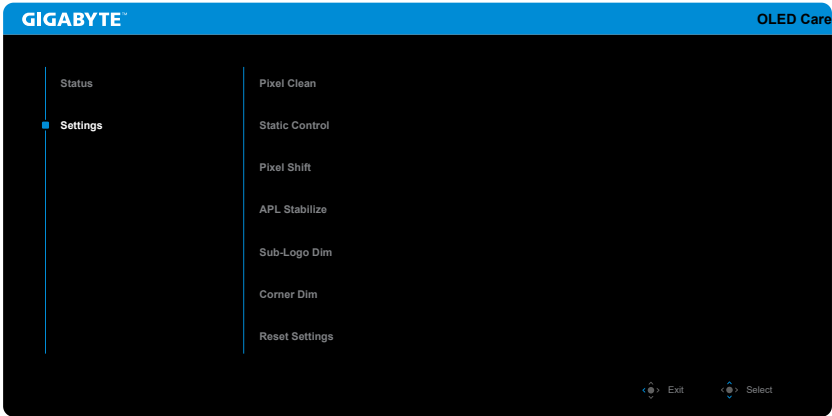 GIGABYTE™
OLED Care
Status
Settings
Pixel Clean
Static Control
Pixel Shift
APL Stabilize
Sub-Logo Dim
Corner Dim
Reset Settings
Exit
Select